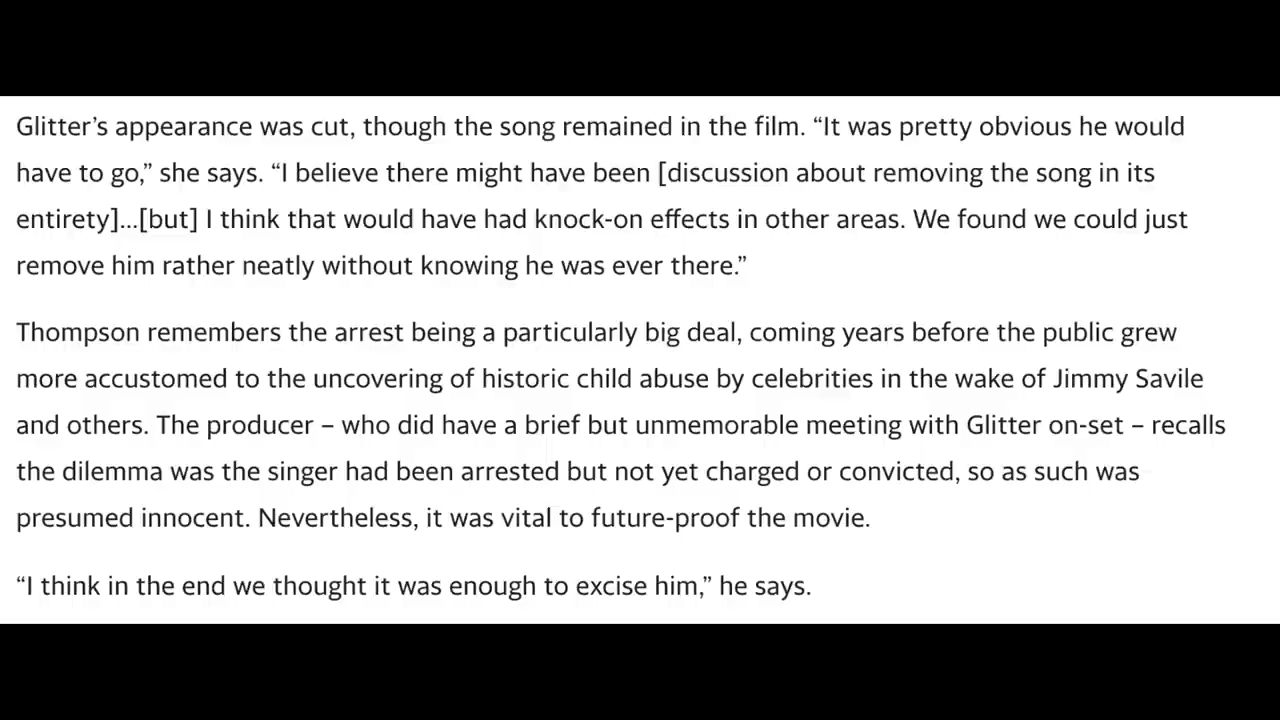 Glitter’s appearance was cut, though the song remained in the film. “It was pretty obvious he would
have to go,” she says. “I believe there might have been [discussion about removing the song in its
entirety]...[but] I think that would have had knock-on effects in other areas. We found we could just
remove him rather neatly without knowing he was ever there.”
Thompson remembers the arrest being a particularly big deal, coming years before the public grew
more accustomed to the uncovering of historic child abuse by celebrities in the wake of Jimmy Savile
and others. The producer – who did have a brief but unmemorable meeting with Glitter on-set – recalls
the dilemma was the singer had been arrested but not yet charged or convicted, so as such was
presumed innocent. Nevertheless, it was vital to future-proof the movie.
“I think in the end we thought it was enough to excise him,” he says.